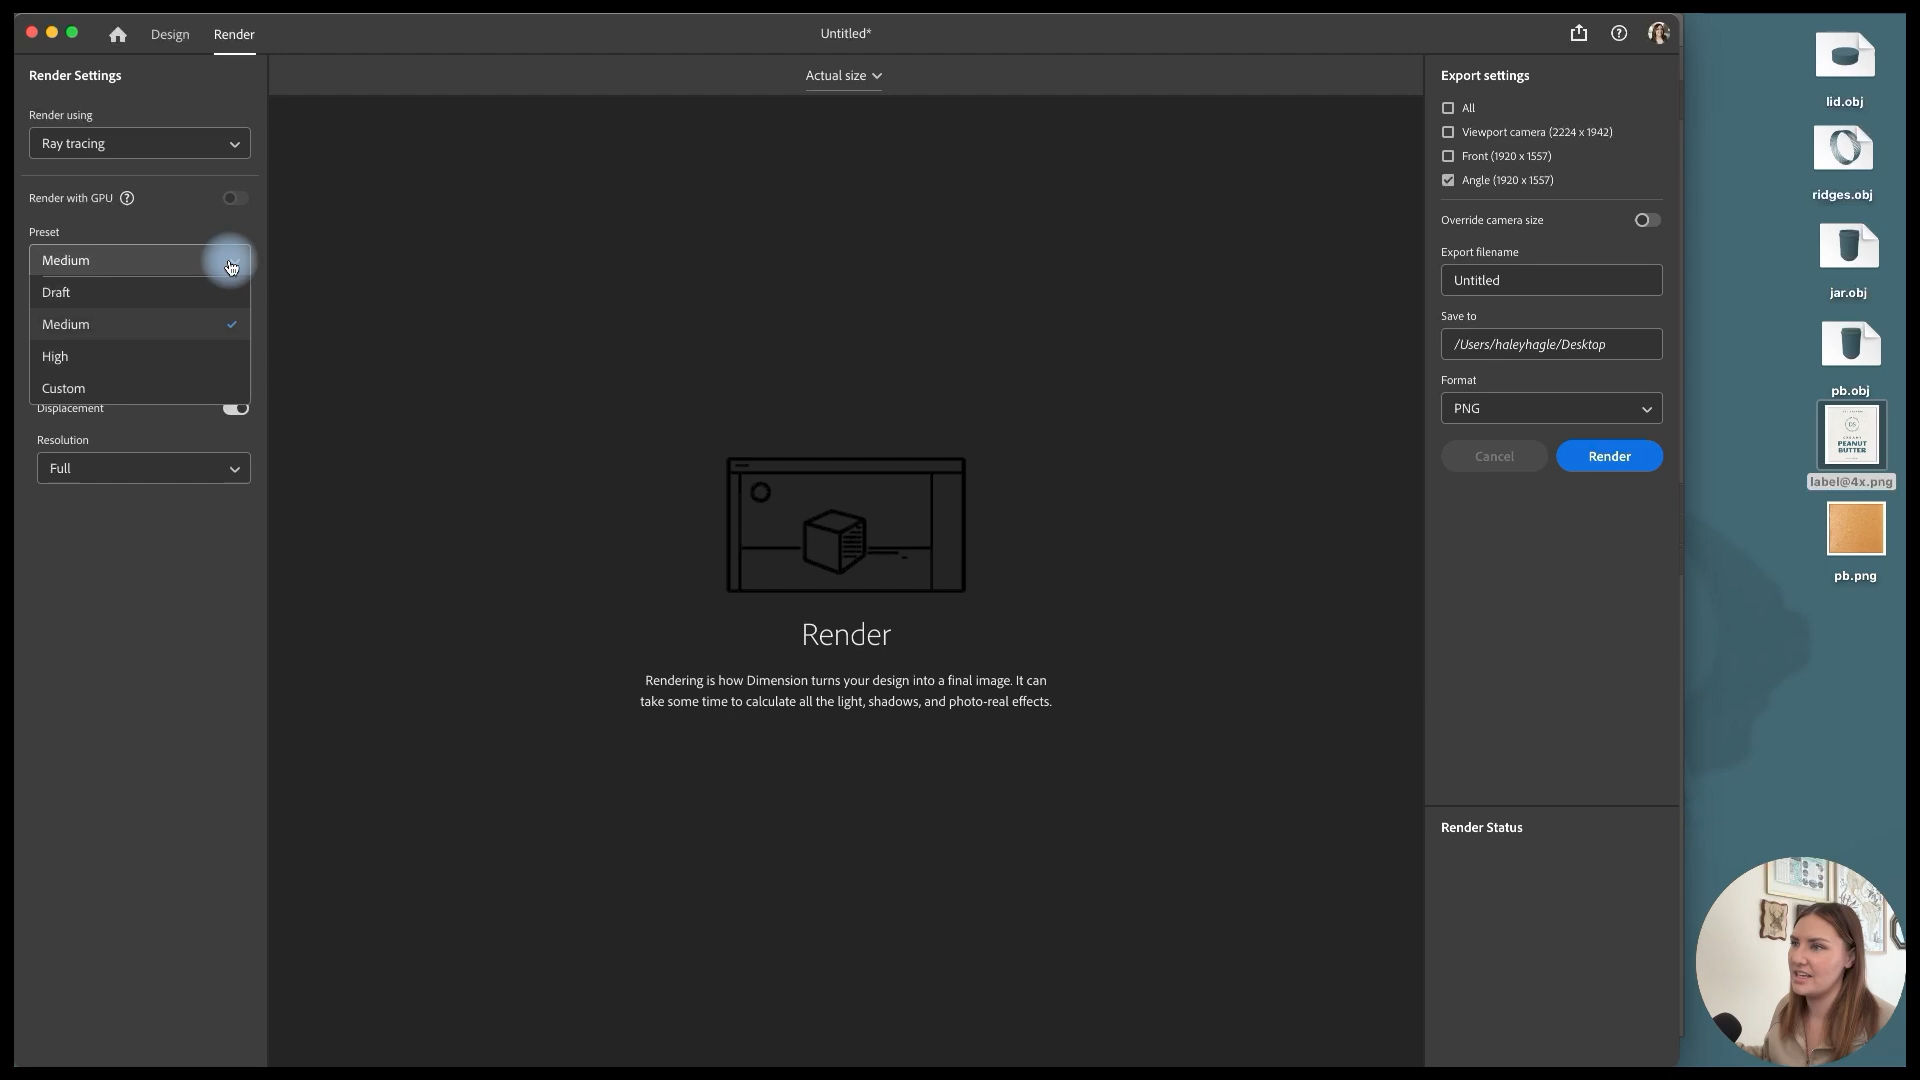 Design
Render
Untitled*
Render Settings
Render using
Ray tracing
Render with GPU
Preset
Medium
Draft
Medium
High
Custom
Displacement
Resolution
Full
Actual size
Render
Rendering is how Dimension turns your design into a final image. It can
take some time to calculate all the light, shadows, and photo-real effects.
Export settings
All
Viewport camera (2224 x 1942)
Front (1920 x 1557)
Angle (1920 x 1557)
Override camera size
Export filename
Untitled
Save to
/Users/haleyhagle/Desktop
Format
PNG
Cancel
Render
Render Status
lid.obj
ridges.obj
jar.obj
pb.obj
DS
PEANUT
BUTTER
label@4x.png
pb.png